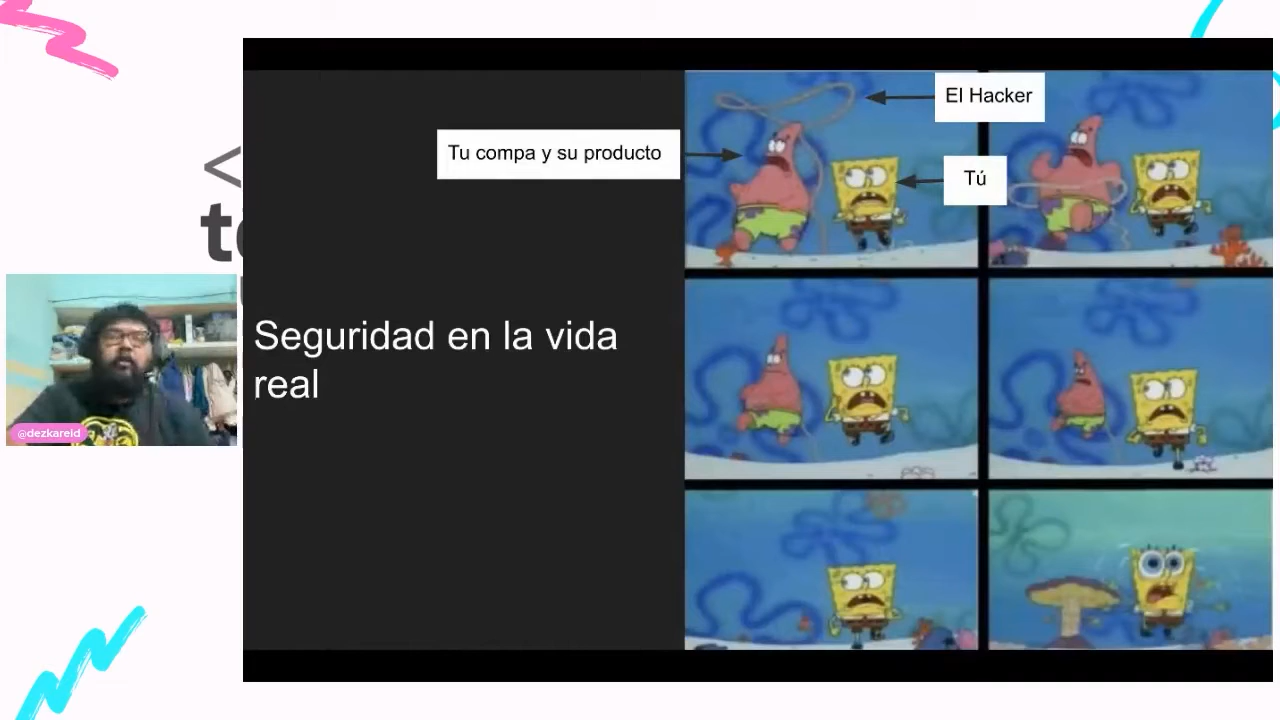 El Hacker
Tu compa y su producto
Tú
<
Seguridad en la vida
real
@dezkareid